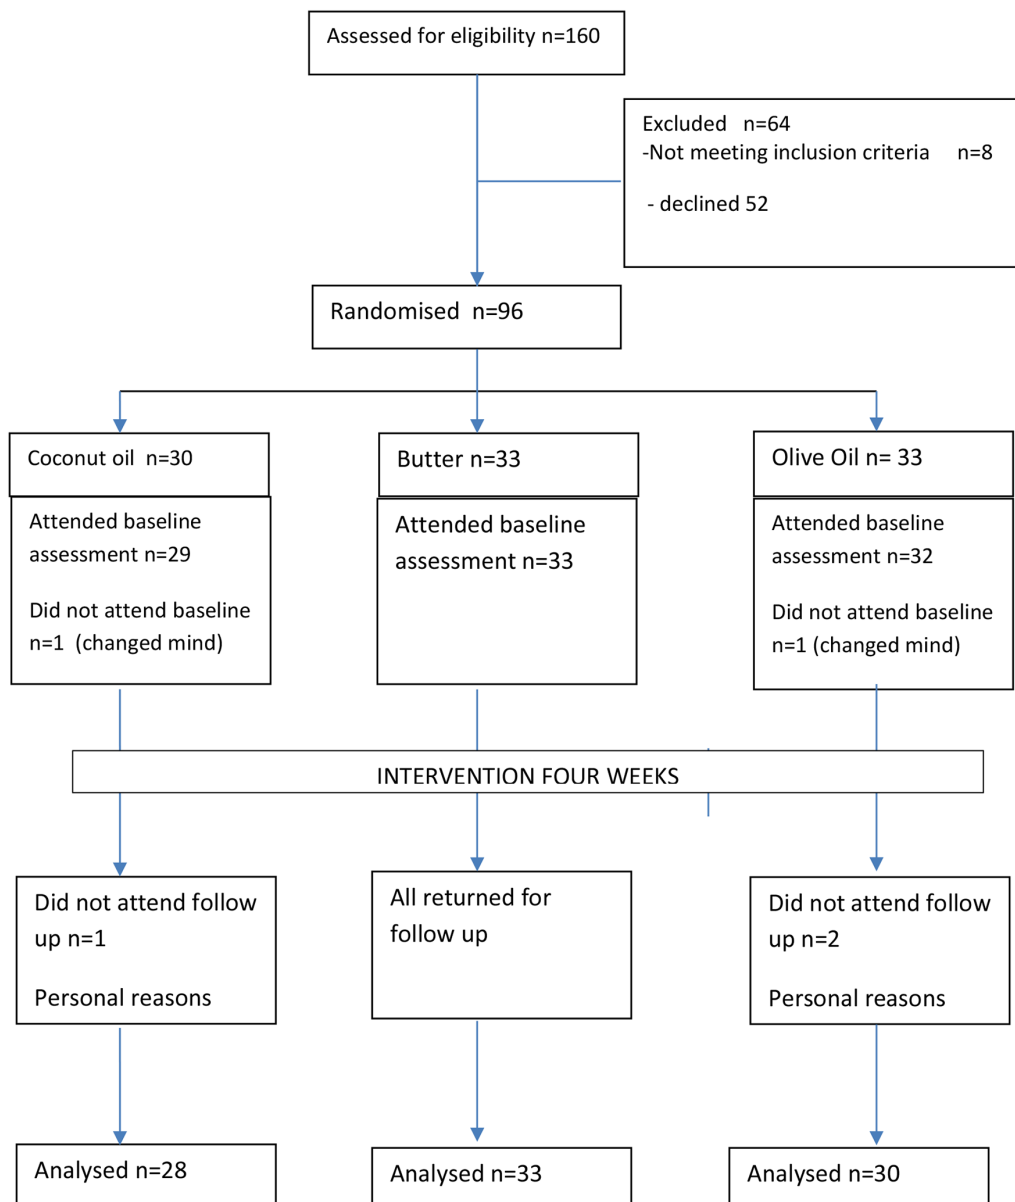 Assessed for eligibility n=160
Excluded n=64
-Not meeting inclusion criteria n=8
- declined 52
Randomised n=96
Coconut oil n=30
Attended baseline
assessment n=29
Did not attend baseline
n=1 (changed mind)
Butter n=33
Attended baseline
assessment n=33
Olive Oil n= 33
Attended baseline
assessment n=32
Did not attend baseline
n=1 (changed mind)
INTERVENTION FOUR WEEKS
Did not attend follow
up n=1
Personal reasons
All returned for
follow up
Did not attend follow
up n=2
Personal reasons
Analysed n=28
Analysed n=33
Analysed n=30